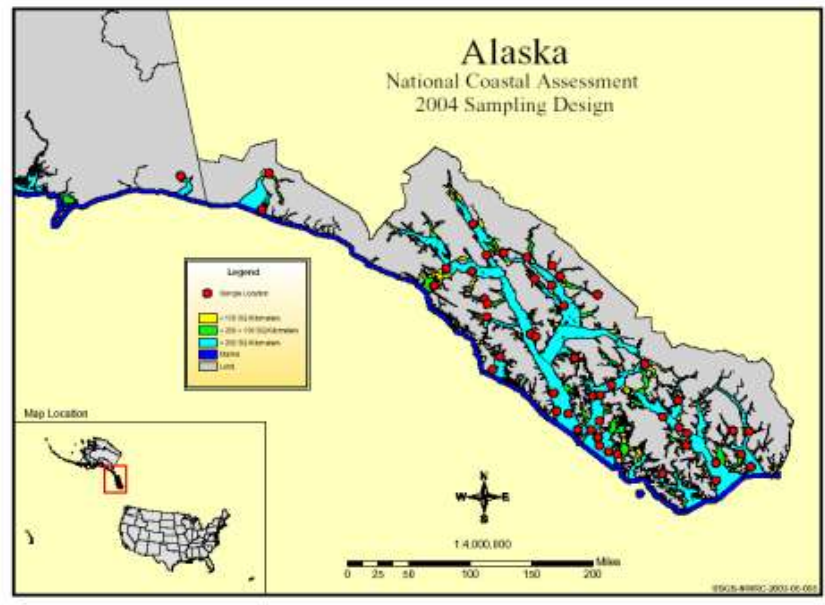 Alaska
National Coastal Assessment
2004 Sampling Design
Legend
Sample Location
Marine
Land
Map Location
N
W E
S
1:4,000,000
Miles
0 25 50 100 150 200